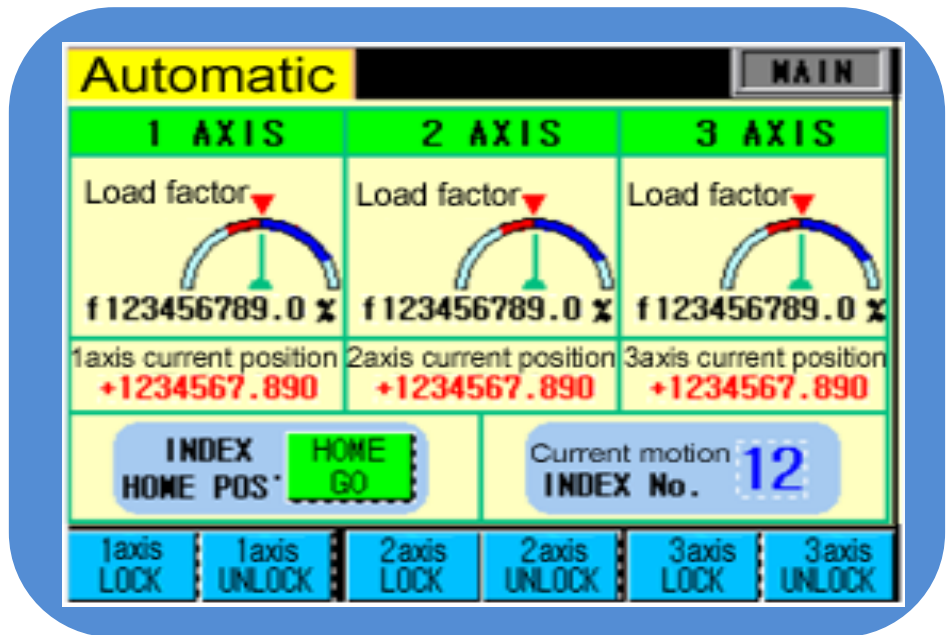 Automatic
MAIN
1 AXIS
2 AXIS
3 AXIS
Load factor
Load factor
Load factor
f123456789.0 %
f123456789.0 %
f123456789.0 %
1axis current position
2axis current position
3axis current position
+1234567.890
+1234567.890
+1234567.890
INDEX
HOME POS'
HOME
GO
Current motion
INDEX No.
12
1axis
LOCK
1axis
UNLOCK
2axis
LOCK
2axis
UNLOCK
3axis
LOCK
3axis
UNLOCK